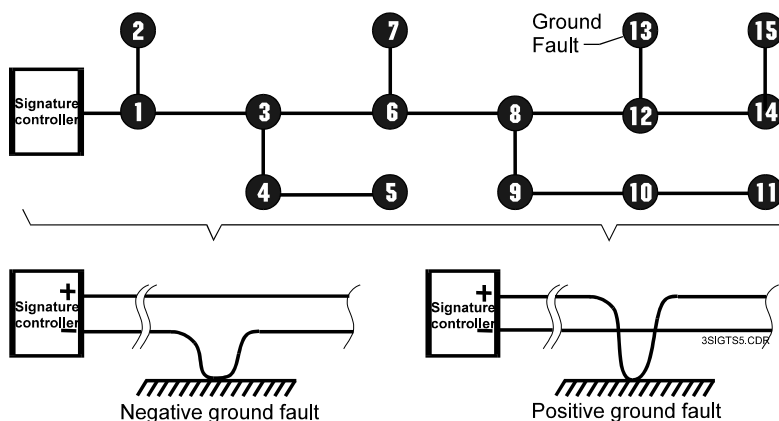 2
7
Ground
Fault
13
15
Signature
controller
1
3
6
8
12
14
4
5
9
10
11
+
Signature
controller
−
Negative ground fault
+
Signature
controller
−
3SIGTS5.CDR
Positive ground fault